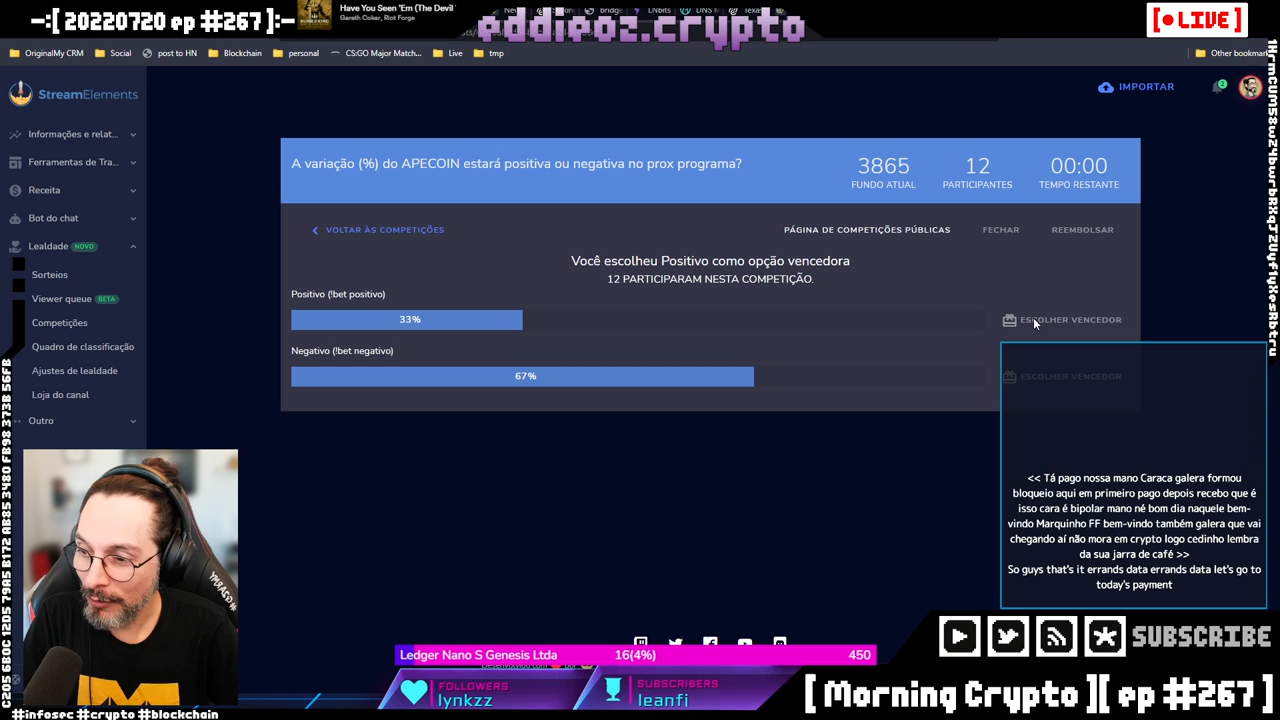 -:[ 20220720 ep #267 ]:-
Have You Seen 'Em (The Devil
Gareth Coker, Riot Forge
eddieoz.crypto
[● LIVE]
OriginalMy CRM
Social
post to HN
Blockchain
personal
CS:GO Major Match...
Live
tmp
Other bookmar
StreamElements
IMPORTAR
2
Informações e relat...
Ferramentas de Tra...
Receita
Bot do chat
Lealdade NOVO
Sorteios
Viewer queue BETA
Competições
Quadro de classificação
Ajustes de lealdade
Loja do canal
Outro
A variação (%) do APECOIN estará positiva ou negativa no prox programa?
3865
FUNDO ATUAL
12
PARTICIPANTES
00:00
TEMPO RESTANTE
VOLTAR ÀS COMPETIÇÕES
PÁGINA DE COMPETIÇÕES PÚBLICAS
FECHAR
REEMBOLSAR
Você escolheu Positivo como opção vencedora
12 PARTICIPARAM NESTA COMPETIÇÃO.
Positivo (!bet positivo)
33%
ESCOLHER VENCEDOR
Negativo (!bet negativo)
67%
ESCOLHER VENCEDOR
<< Tá pago nossa mano Caraca galera formou
bloqueio aqui em primeiro pago depois recebo que é
isso cara é bipolar mano né bom dia naquele bem-
vindo Marquinho FF bem-vindo também galera que vai
chegando aí não mora em crypto logo cedinho lembra
da sua jarra de café >>
So guys that's it errands data errands data let's go to
today's payment
Ledger Nano S Genesis Ltda
16(4%)
450
FOLLOWERS
lynkzz
SUBSCRIBERS
leanfi
SUBSCRIBE
[ Morning Crypto ][ ep #267 ]
#infosec #crypto #blockchain